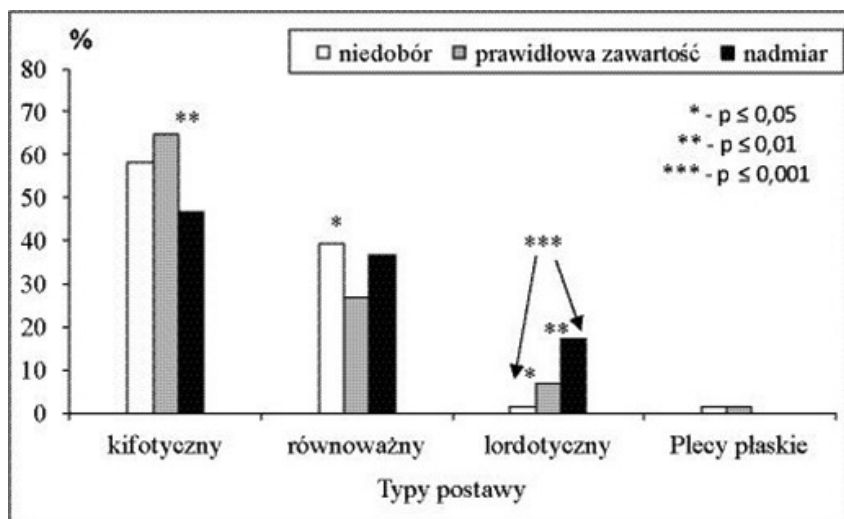 %
niedobór prawidłowa zawartość nadmiar
80
70
60
50
40
30
20
10
0
**
*
***
*
**
* - p ≤ 0,05
** - p ≤ 0,01
*** - p ≤ 0,001
kifotyczny równoważny lordotyczny Plecy płaskie
Typy postawy